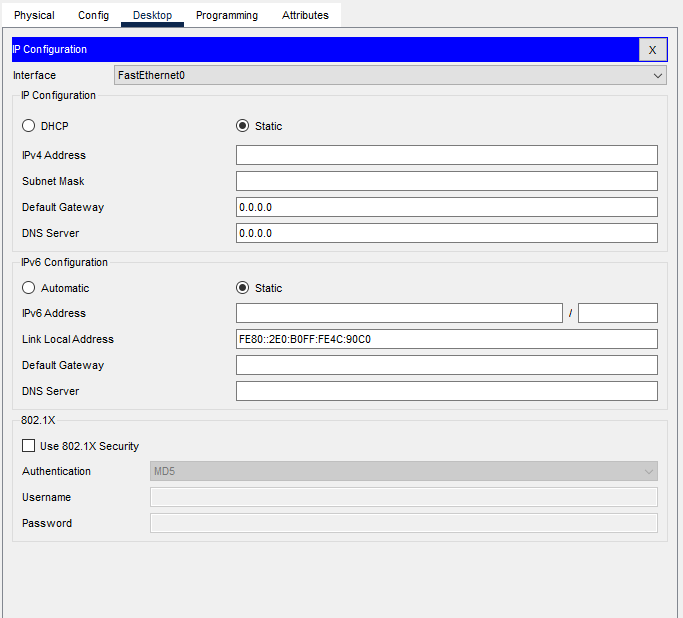 Physical Config Desktop Programming Attributes
IP Configuration X
Interface FastEthernet0
IP Configuration
DHCP Static
IPv4 Address
Subnet Mask
Default Gateway 0.0.0.0
DNS Server 0.0.0.0
IPv6 Configuration
Automatic Static
IPv6 Address /
Link Local Address FE80::2E0:B0FF:FE4C:90C0
Default Gateway
DNS Server
802.1X
Use 802.1X Security
Authentication MD5
Username
Password